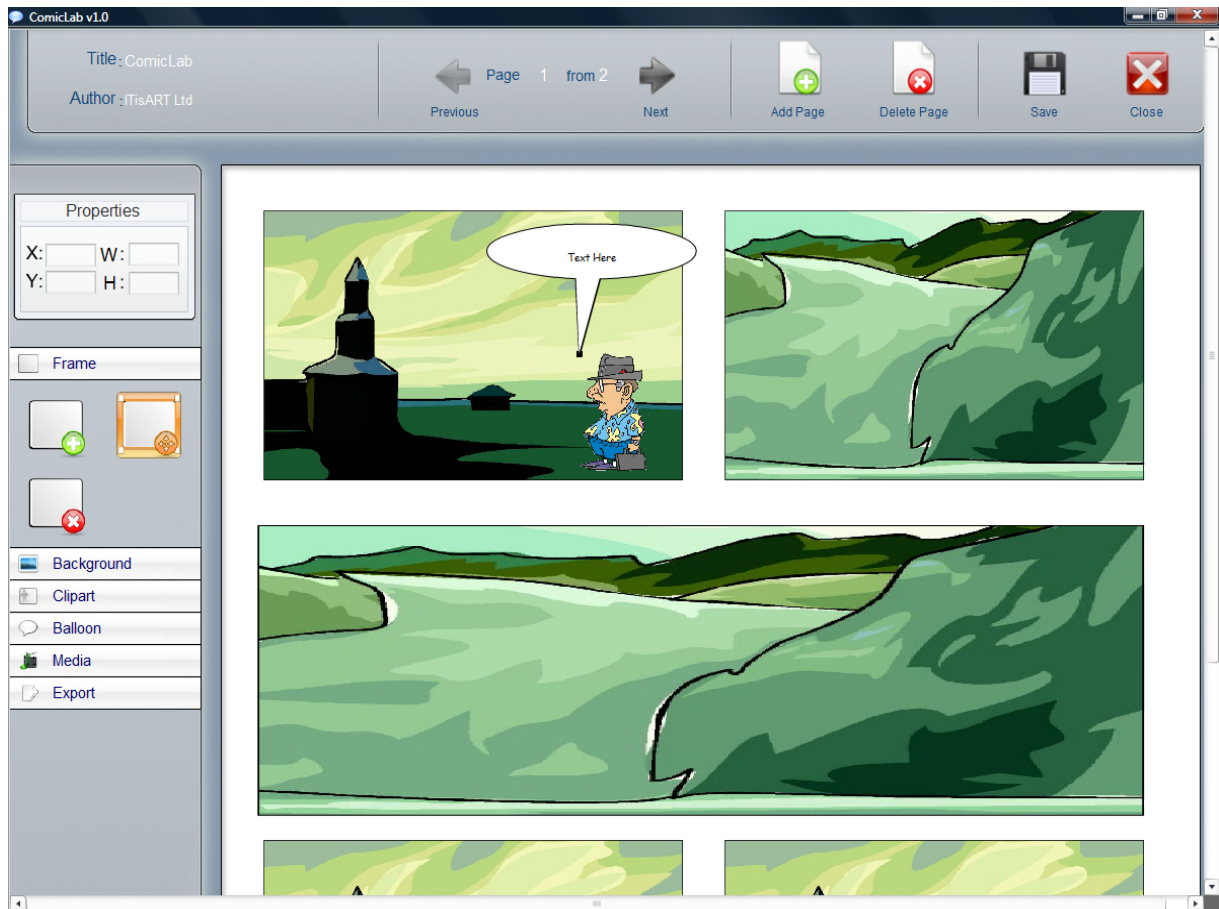 ComicLab v1.0
Title : ComicLab
Author : ITisART Ltd
Page 1 from 2
Previous
Next
Add Page
Delete Page
Save
Close
Properties
X: W:
Y: H:
Frame
Background
Clipart
Balloon
Media
Export
Text Here